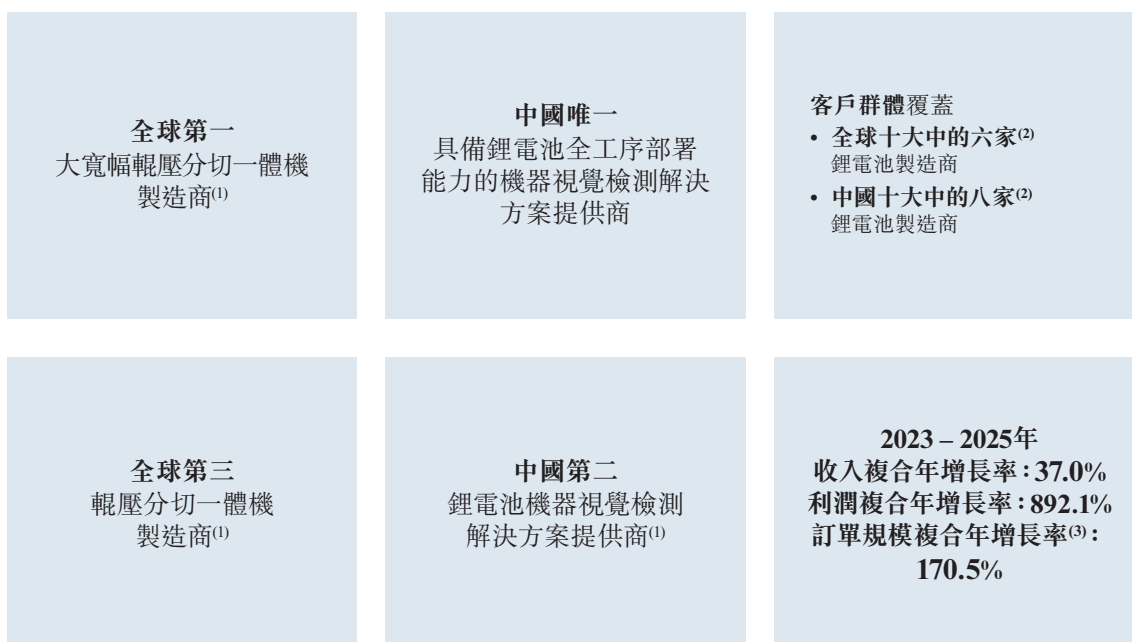 全球第一
大寬幅輥壓分切一體機
製造商(1)
中國唯一
具備鋰電池全工序部署
能力的機器視覺檢測解決
方案提供商
客戶群體覆蓋
• 全球十大中的六家(2)
鋰電池製造商
• 中國十大中的八家(2)
鋰電池製造商
全球第三
輥壓分切一體機
製造商(1)
中國第二
鋰電池機器視覺檢測
解決方案提供商(1)
2023 – 2025年
收入複合年增長率：37.0%
利潤複合年增長率：892.1%
訂單規模複合年增長率(3)：
170.5%